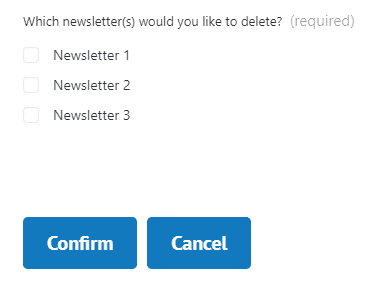 Which newsletter(s) would you like to delete? (required)
Newsletter 1
Newsletter 2
Newsletter 3
Confirm Cancel